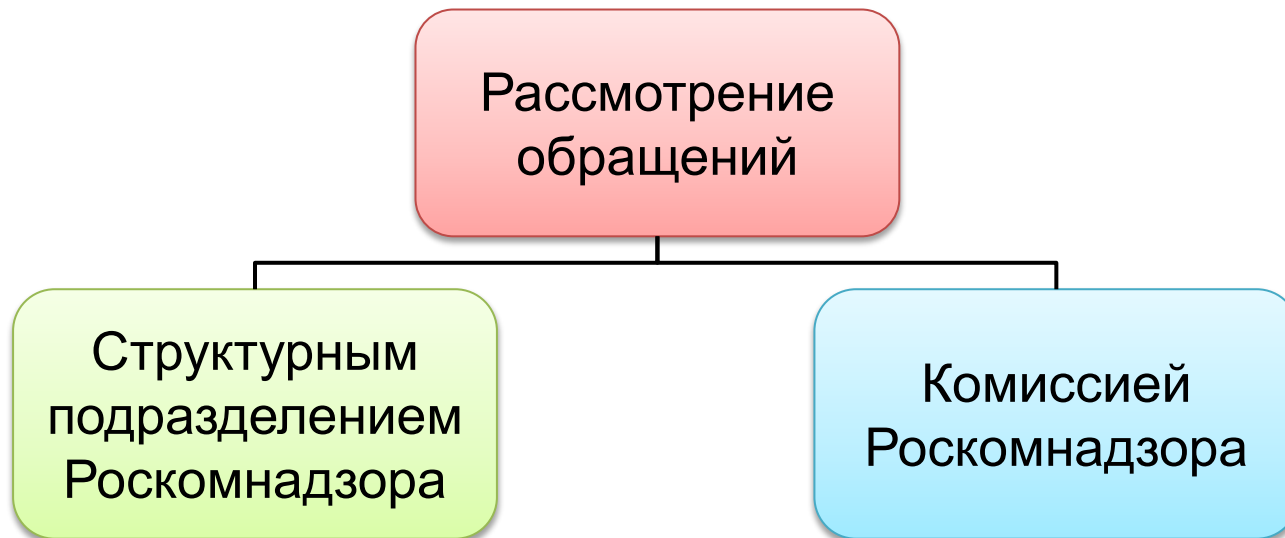 Рассмотрение
обращений
Структурным
подразделением
Роскомнадзора
Комиссией
Роскомнадзора